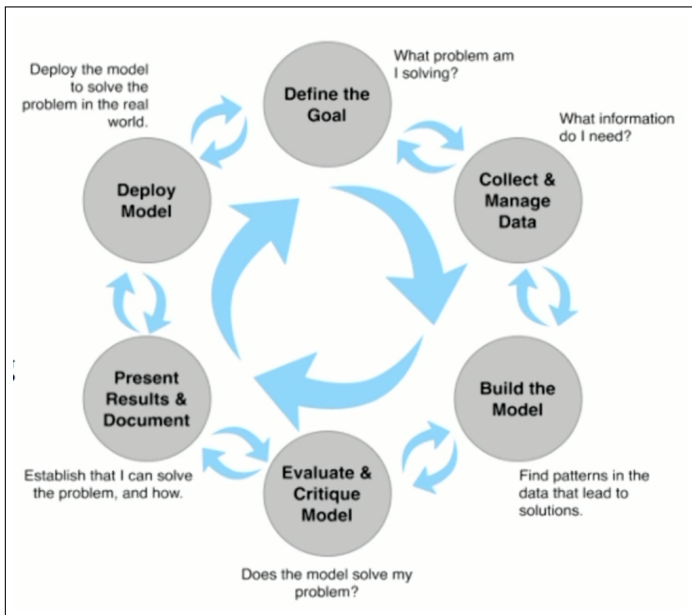 Define the
Goal
What problem am
I solving?
Collect &
Manage
Data
What information
do I need?
Build the
Model
Find patterns in the
data that lead to
solutions.
Evaluate &
Critique
Model
Does the model solve my
problem?
Present
Results &
Document
Establish that I can solve
the problem, and how.
Deploy
Model
Deploy the model
to solve the
problem in the real
world.